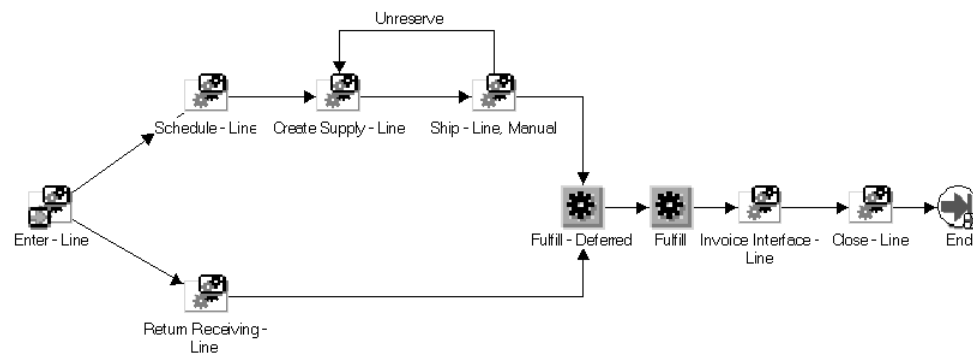 Unreserve
Schedule - Line
Create Supply - Line
Ship - Line, Manual
Enter - Line
Fulfill - Deferred
Fulfill
Invoice Interface -
Line
Close - Line
End
Return Receiving -
Line